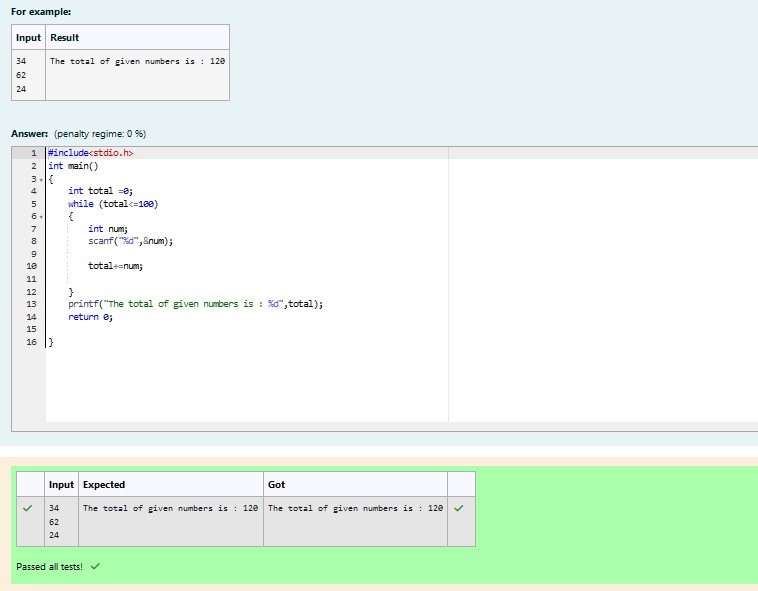 For example:
Input Result
34 The total of given numbers is : 120
62
24
Answer: (penalty regime: 0 %)
1 #include<stdio.h>
2 int main()
3 {
4 int total =0;
5 while (total<=100)
6 {
7 int num;
8 scanf("%d",&num);
9
10 total+=num;
11
12 }
13 printf("The total of given numbers is : %d",total);
14 return 0;
15
16 }
Input Expected Got
✓ 34 The total of given numbers is : 120 The total of given numbers is : 120 ✓
62
24
Passed all tests! ✓